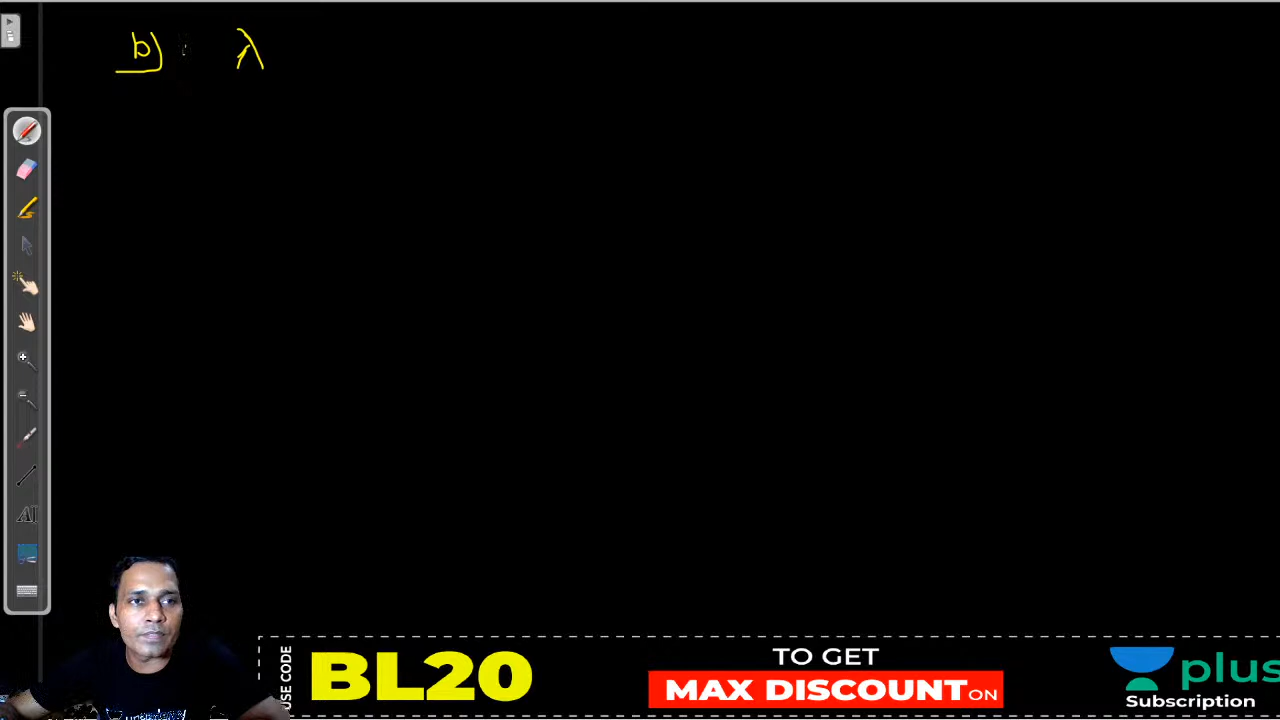 b) λ
USE CODE
BL20
TO GET
MAX DISCOUNT ON
plus
Subscription